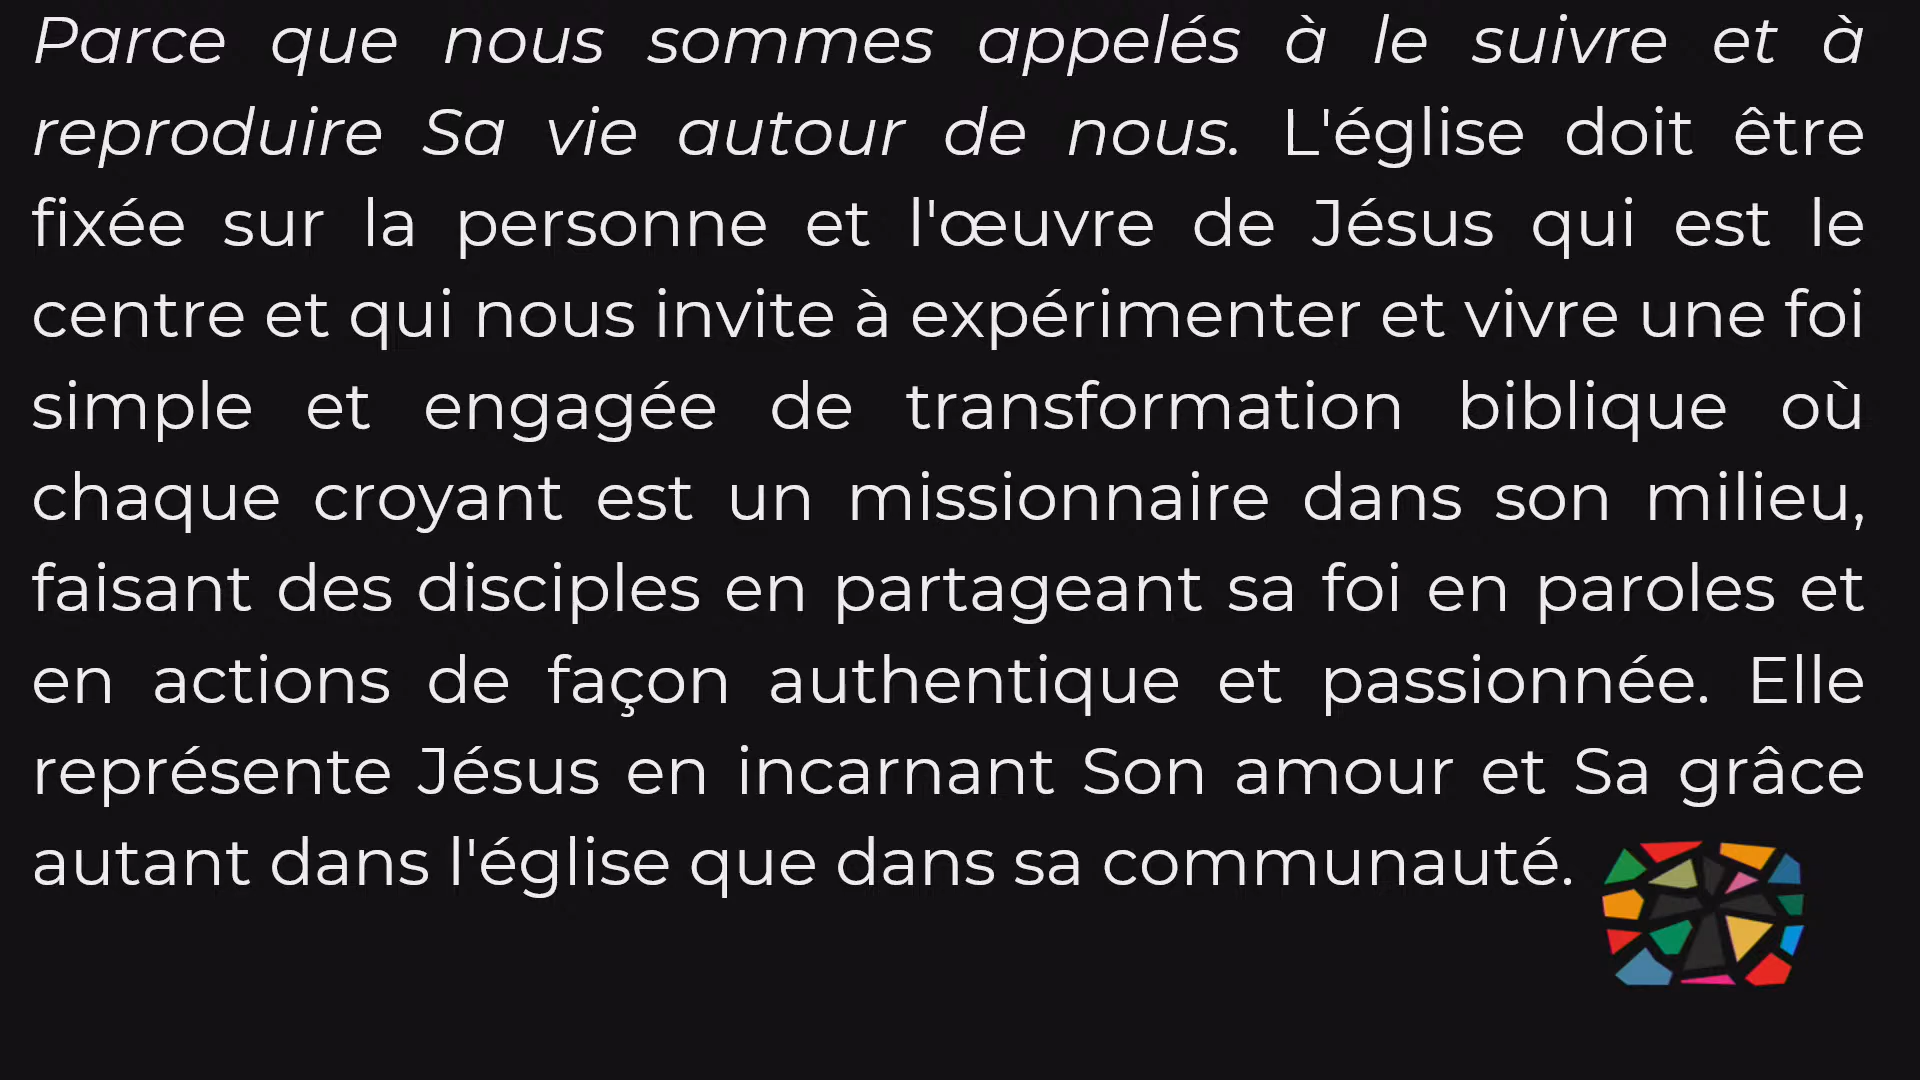 Parce que nous sommes appelés à le suivre et à
reproduire Sa vie autour de nous. L'église doit être
fixée sur la personne et l'œuvre de Jésus qui est le
centre et qui nous invite à expérimenter et vivre une foi
simple et engagée de transformation biblique où
chaque croyant est un missionnaire dans son milieu,
faisant des disciples en partageant sa foi en paroles et
en actions de façon authentique et passionnée. Elle
représente Jésus en incarnant Son amour et Sa grâce
autant dans l'église que dans sa communauté.